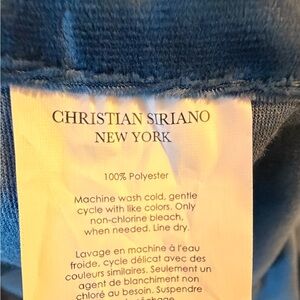 CHRISTIAN SIRIANO
NEW YORK
100% Polyester
Machine wash cold, gentle
cycle with like colors. Only
non-chlorine bleach,
when needed. Line dry.
Lavage en machine à l'eau
froide, cycle délicat avec des
couleurs similaires. Seulement un
agent de blanchiment non
chloré au besoin. Suspendre
séchage